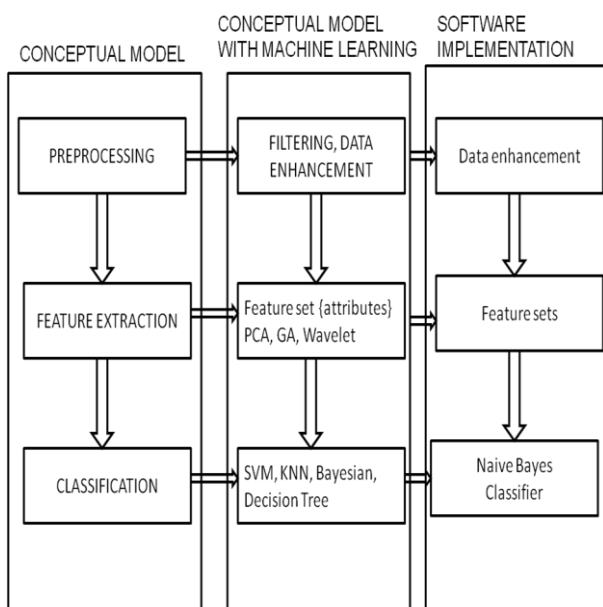 CONCEPTUAL MODEL
CONCEPTUAL MODEL
WITH MACHINE LEARNING
SOFTWARE
IMPLEMENTATION
PREPROCESSING
FILTERING, DATA
ENHANCEMENT
Data enhancement
FEATURE EXTRACTION
Feature set {attributes}
PCA, GA, Wavelet
Feature sets
CLASSIFICATION
SVM, KNN, Bayesian,
Decision Tree
Naive Bayes
Classifier